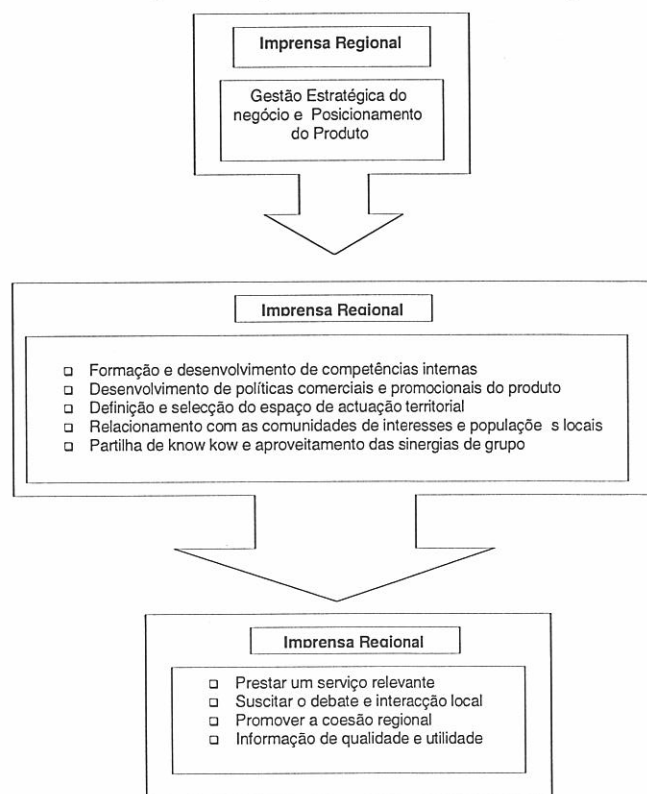 Imprensa Regional
Gestão Estratégica do
negócio e Posicionamento
do Produto
Imprensa Regional
Formação e desenvolvimento de competências internas
Desenvolvimento de políticas comerciais e promocionais do produto
Definição e selecção do espaço de actuação territorial
Relacionamento com as comunidades de interesses e populaçõe s locais
Partilha de know kow e aproveitamento das sinergias de grupo
Imprensa Regional
Prestar um serviço relevante
Suscitar o debate e interacção local
Promover a coesão regional
Informação de qualidade e utilidade